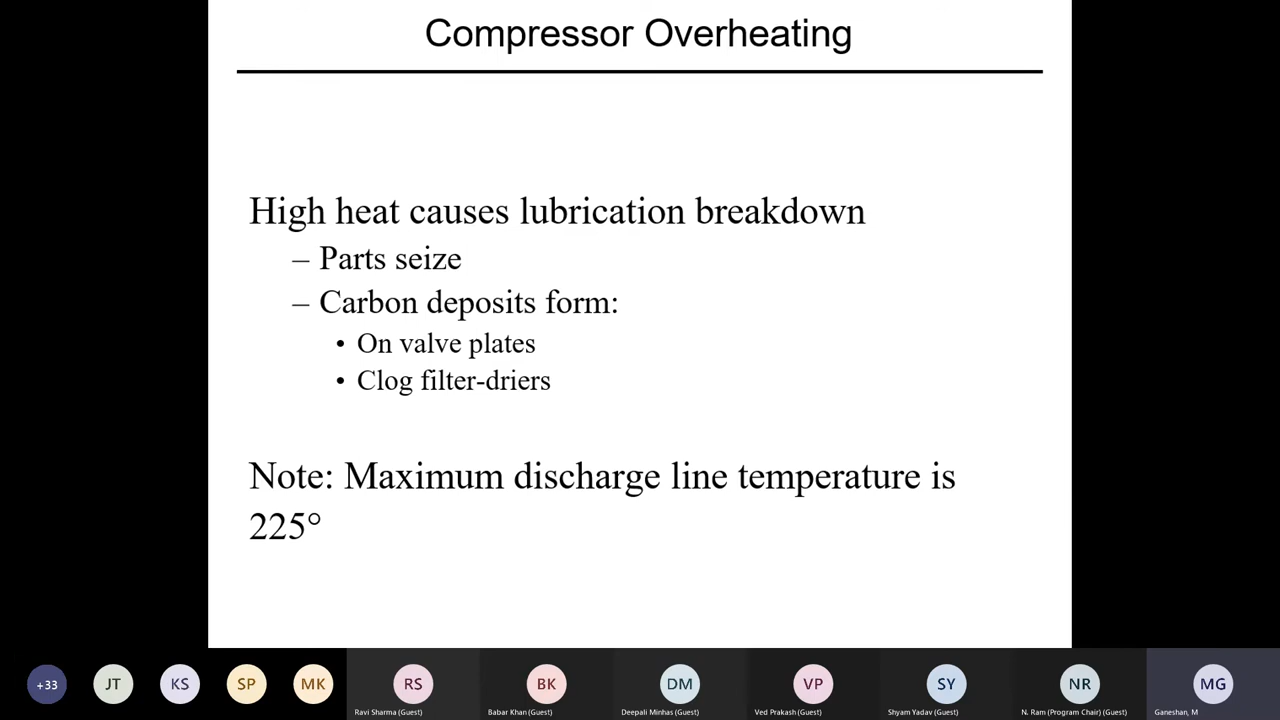 Compressor Overheating
High heat causes lubrication breakdown
– Parts seize
– Carbon deposits form:
• On valve plates
• Clog filter-driers
Note: Maximum discharge line temperature is
225°
+33 JT KS SP MK RS BK DM VP SY NR MG
Ravi Sharma (Guest) Babar Khan (Guest) Deepali Minhas (Guest) Ved Prakash (Guest) Shyam Yadav (Guest) N. Ram (Program Chair) (Guest) Ganeshan, M